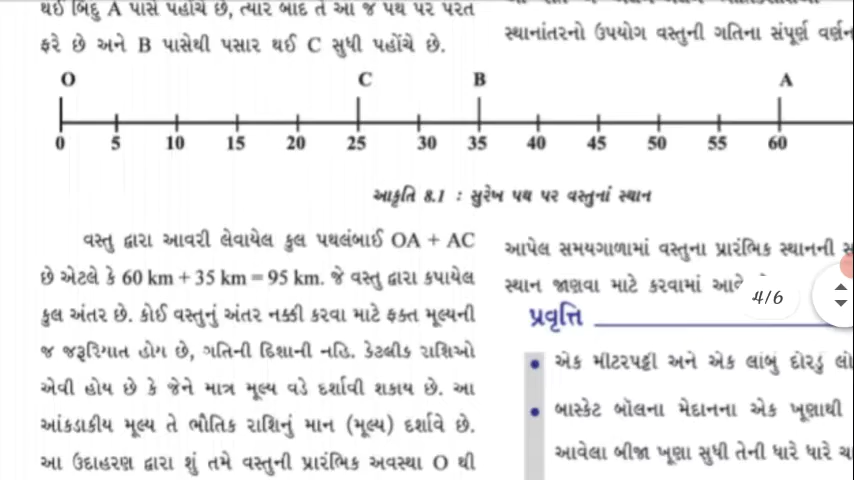 થઈ બિંદુ A પાસે પહોંચે છે, ત્યાર બાદ તે આ જ પથ પર પરત
ફરે છે અને B પાસેથી પસાર થઈ C સુધી પહોંચે છે.
સ્થાનાંતરનો ઉપયોગ વસ્તુની ગતિના સંપૂર્ણ
O C B A
0 5 10 15 20 25 30 35 40 45 50 55 60
આકૃતિ 8.1 : સુરેખ પથ પર વસ્તુનાં સ્થાન
વસ્તુ દ્વારા આવરી લેવાયેલ કુલ પથલંબાઈ OA + AC
છે એટલે કે 60 km + 35 km = 95 km. જે વસ્તુ દ્વારા કપાયેલ
કુલ અંતર છે. કોઈ વસ્તુનું અંતર નક્કી કરવા માટે ફક્ત મૂલ્યની
જ જરૂરિયાત હોય છે, ગતિની દિશાની નહિ. કેટલીક રાશિઓ
એવી હોય છે કે જેને માત્ર મૂલ્ય વડે દર્શાવી શકાય છે. આ
આંકડાકીય મૂલ્ય તે ભૌતિક રાશિનું માન (મૂલ્ય) દર્શાવે છે.
આ ઉદાહરણ દ્વારા શું તમે વસ્તુની પ્રારંભિક અવસ્થા O થી
આપેલ સમયગાળામાં વસ્તુના પ્રારંભિક સ્થાનની
સ્થાન જાણવા માટે કરવામાં
4/6
પ્રવૃત્તિ
• એક મીટરપટ્ટી અને એક લાંબું દોરડું
• બાસ્કેટ બૉલના મેદાનના એક ખૂણાથી
આવેલા બીજા ખૂણા સુધી તેની ધારે ધારે